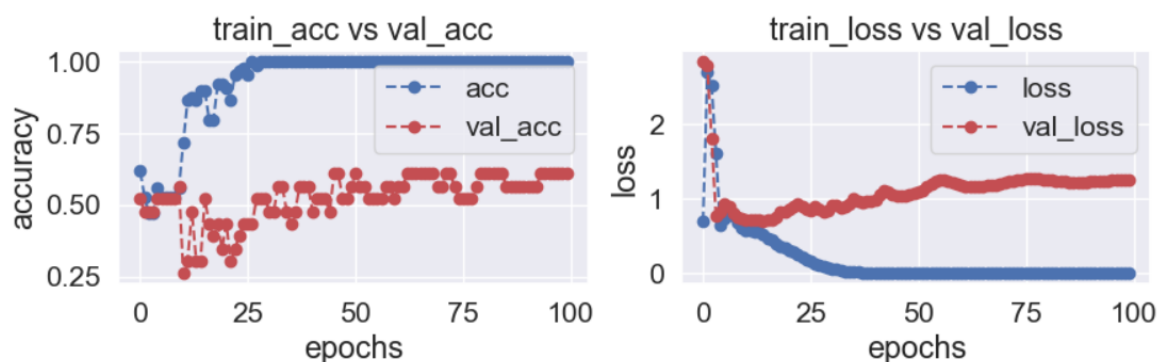 train_acc vs val_acc
1.00
0.75
0.50
0.25
accuracy
acc
val_acc
0
25
50
75
100
epochs
train_loss vs val_loss
2
1
0
loss
loss
val_loss
0
25
50
75
100
epochs